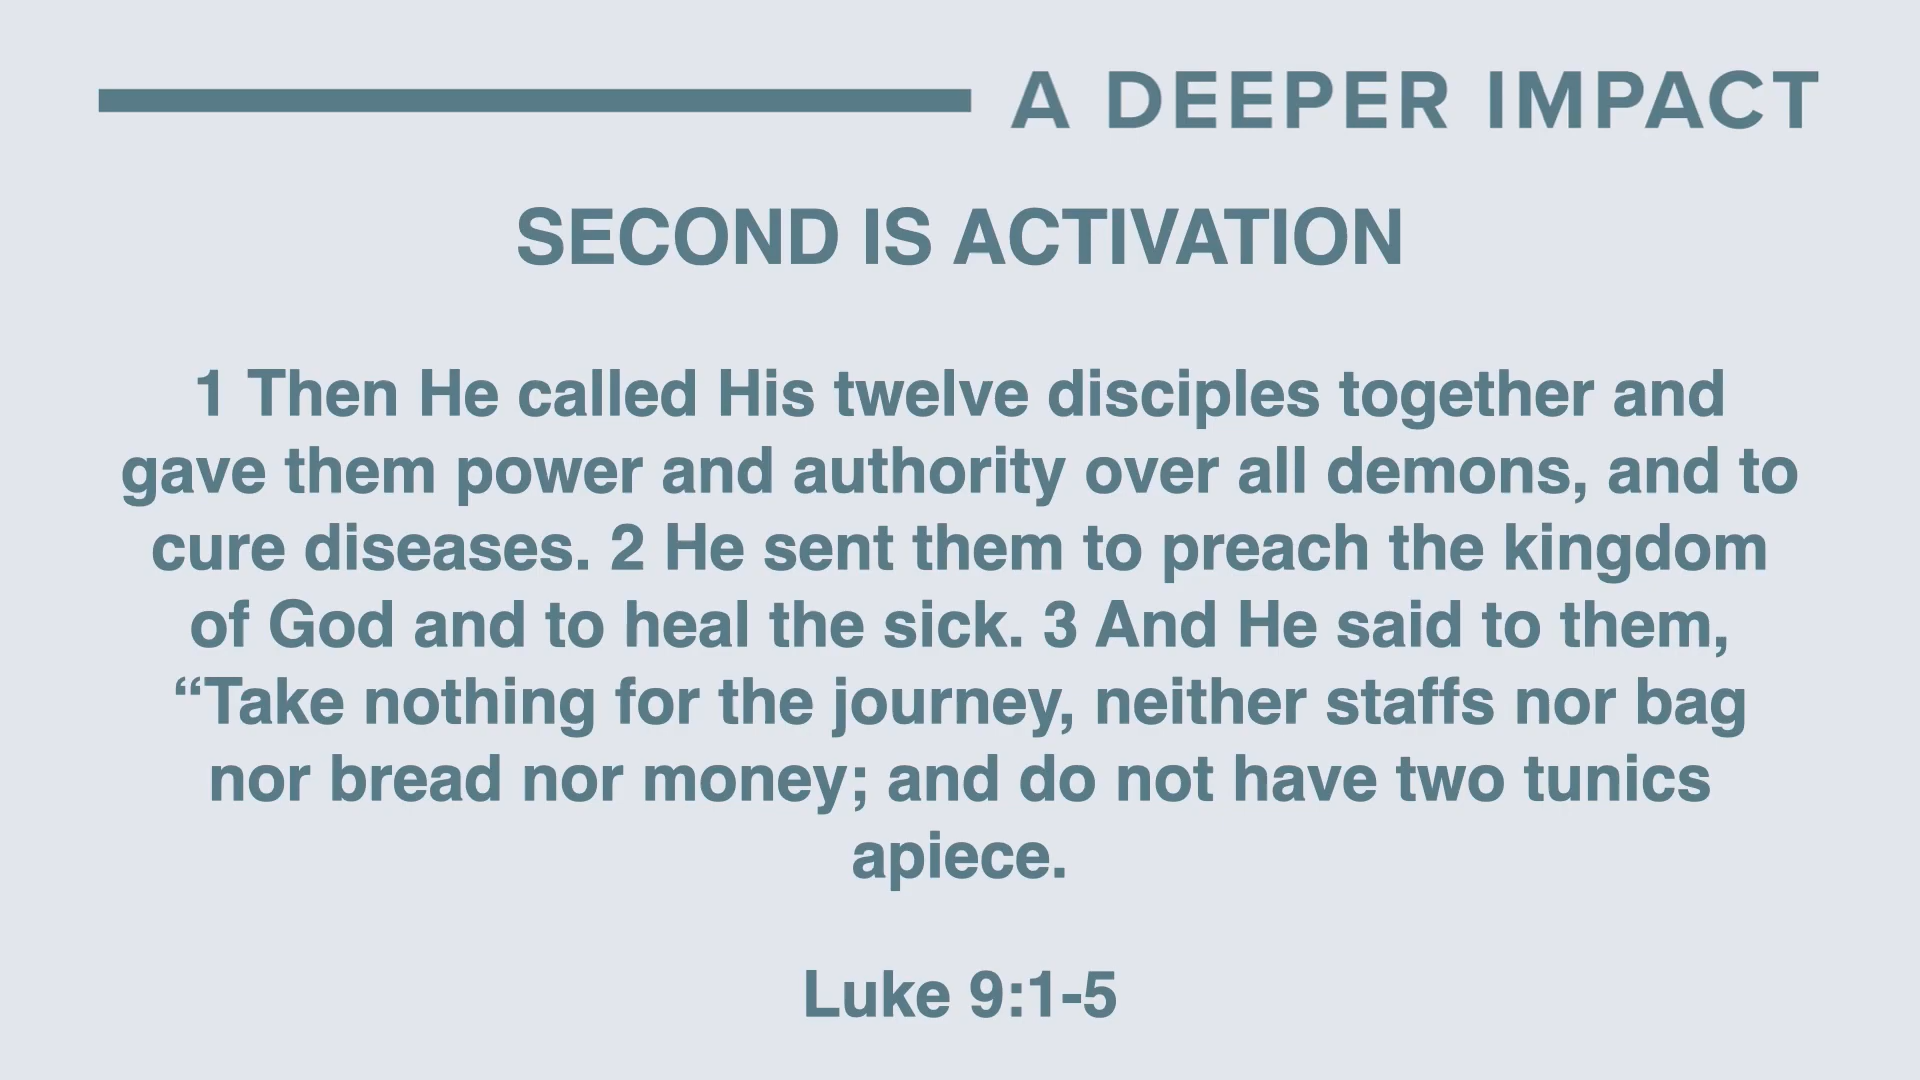 A DEEPER IMPACT
SECOND IS ACTIVATION
1 Then He called His twelve disciples together and
gave them power and authority over all demons, and to
cure diseases. 2 He sent them to preach the kingdom
of God and to heal the sick. 3 And He said to them,
“Take nothing for the journey, neither staffs nor bag
nor bread nor money; and do not have two tunics
apiece.
Luke 9:1-5